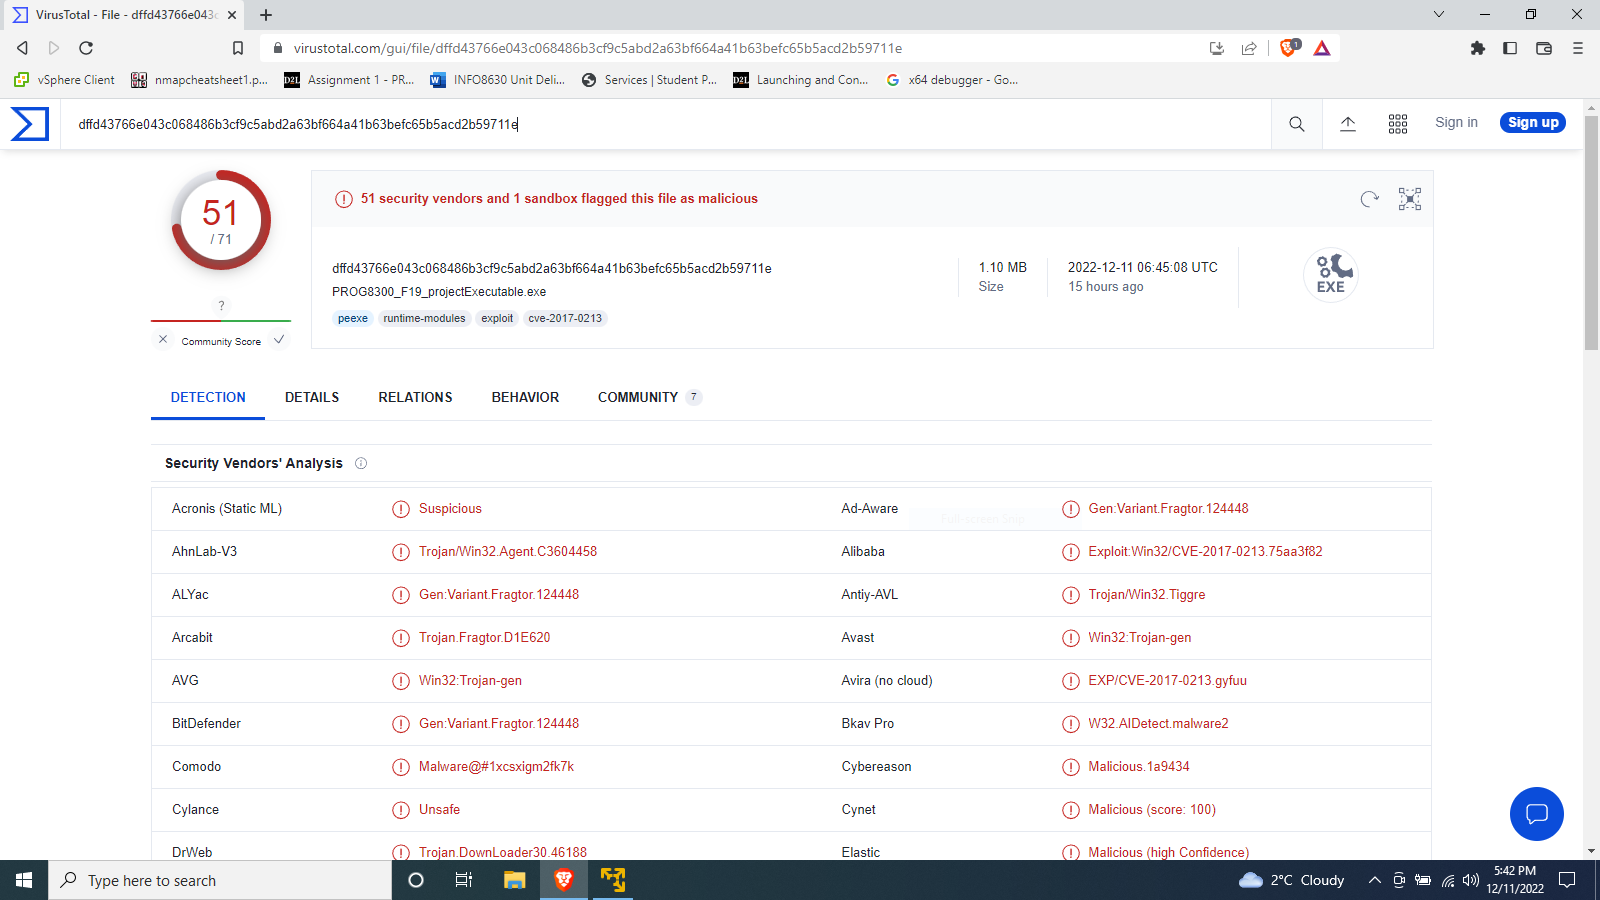 VirusTotal - File - dffd43766e043c
virustotal.com/gui/file/dffd43766e043c068486b3cf9c5abd2a63bf664a41b63befc65b5acd2b59711e
1
vSphere Client
nmapcheatsheet1.p...
D2L
Assignment 1 - PR...
INFO8630 Unit Deli...
Services | Student P...
D2L
Launching and Con...
x64 debugger - Go...
dffd43766e043c068486b3cf9c5abd2a63bf664a41b63befc65b5acd2b59711e
Sign in
Sign up
51
/ 71
?
Community Score
51 security vendors and 1 sandbox flagged this file as malicious
dffd43766e043c068486b3cf9c5abd2a63bf664a41b63befc65b5acd2b59711e
PROG8300_F19_projectExecutable.exe
peexe
runtime-modules
exploit
cve-2017-0213
1.10 MB
Size
2022-12-11 06:45:08 UTC
15 hours ago
EXE
DETECTION
DETAILS
RELATIONS
BEHAVIOR
COMMUNITY
7
Security Vendors' Analysis
Acronis (Static ML)
Suspicious
Ad-Aware
Gen:Variant.Fragtor.124448
AhnLab-V3
Trojan/Win32.Agent.C3604458
Alibaba
Exploit:Win32/CVE-2017-0213.75aa3f82
ALYac
Gen:Variant.Fragtor.124448
Antiy-AVL
Trojan/Win32.Tiggre
Arcabit
Trojan.Fragtor.D1E620
Avast
Win32:Trojan-gen
AVG
Win32:Trojan-gen
Avira (no cloud)
EXP/CVE-2017-0213.gyfuu
BitDefender
Gen:Variant.Fragtor.124448
Bkav Pro
W32.AIDetect.malware2
Comodo
Malware@#1xcsxigm2fk7k
Cybereason
Malicious.1a9434
Cylance
Unsafe
Cynet
Malicious (score: 100)
DrWeb
Trojan.DownLoader30.46188
Elastic
Malicious (high Confidence)
Type here to search
2°C Cloudy
5:42 PM
12/11/2022